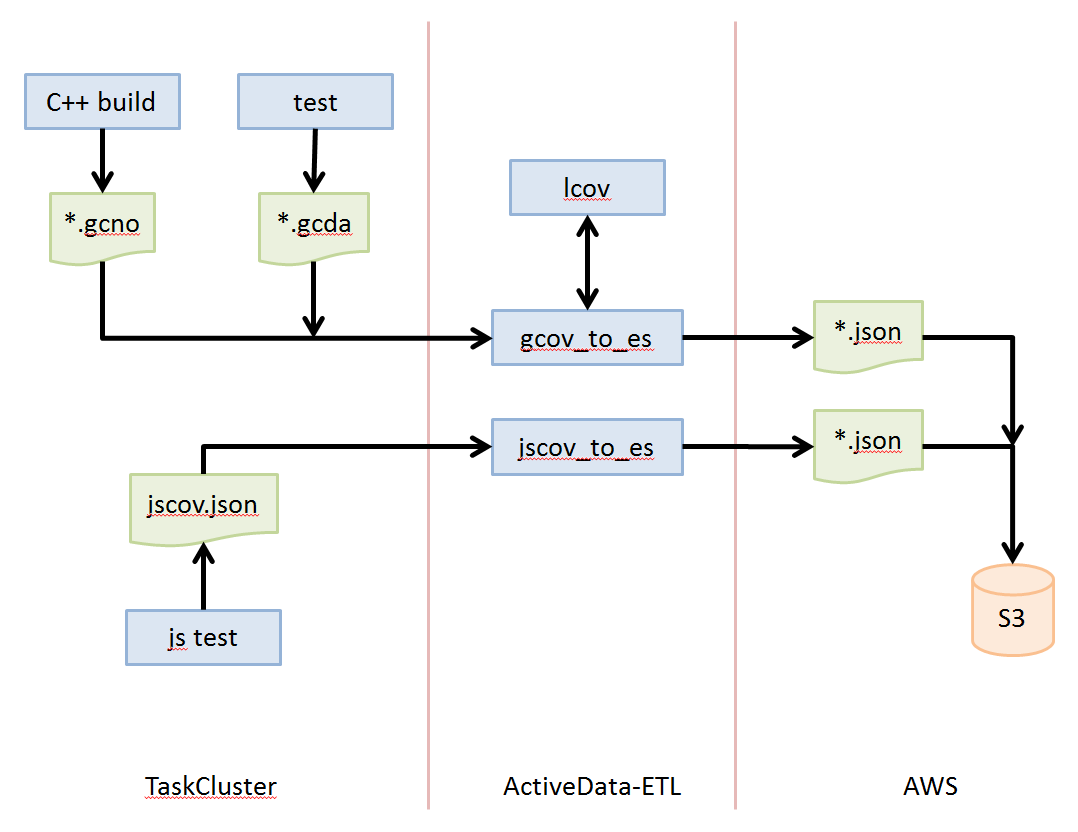 C++ build
test
*.gcno
*.gcda
lcov
gcov_to_es
*.json
jscov_to_es
*.json
jscov.json
js test
S3
TaskCluster
ActiveData-ETL
AWS